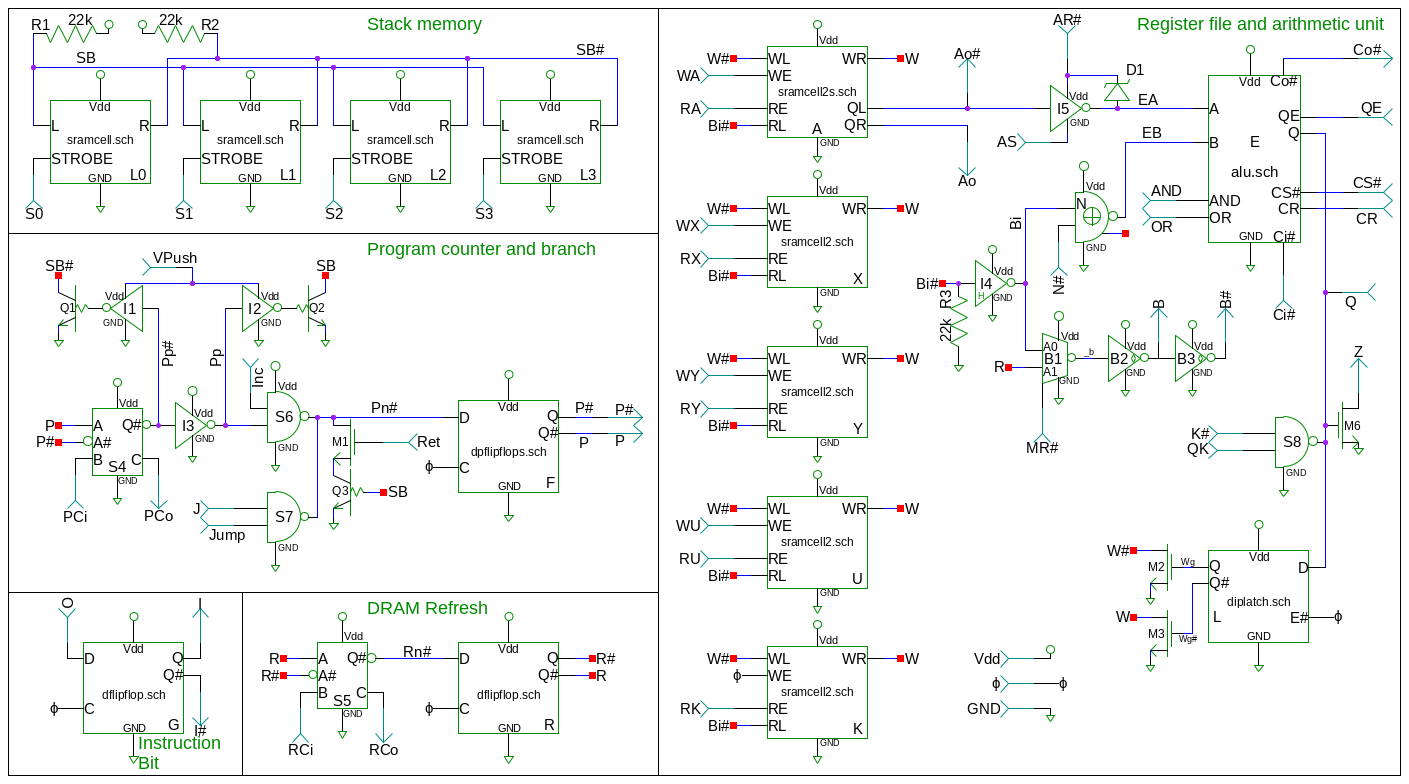 Stack memory
R1 22k 22k R2
SB SB#
Vdd Vdd Vdd Vdd
L R L R L R L R
sramcell.sch sramcell.sch sramcell.sch sramcell.sch
STROBE STROBE STROBE STROBE
GND L0 GND L1 GND L2 GND L3
S0 S1 S2 S3
Program counter and branch
VPush
SB# SB
Q1 Vdd I1 GND Vdd I2 GND Q2
Pp# Pp Inc
Vdd Vdd Vdd Vdd
P A Q# I3 S6 Pn# D Q P# P#
P# A# GND GND M1 Ret Q# P P
B C dpflipflops.sch
S4 GND Q3 SB ϕ C
PCi PCo GND F
J S7
Jump GND
O I
Vdd
D Q
Q#
dflipflop.sch
ϕ C
GND G I#
Instruction
Bit
DRAM Refresh
Vdd Vdd
R A Q# Rn# D Q R#
R# A# Q# R
B C dflipflop.sch
S5 ϕ C
GND GND R
RCi RCo
Register file and arithmetic unit
Vdd
W# WL WR W
WA WE
sramcell2s.sch
RA RE QL
Bi# RL QR
A
GND
Ao#
Ao
AR#
D1
Vdd
I5 EA
GND
AS
EB
Vdd Co# Co#
A QE QE
Q
B E
alu.sch
AND AND CS# CS#
OR OR CR CR
GND Ci#
Ci#
Vdd
W# WL WR W
WX WE
sramcell2.sch
RX RE
Bi# RL X
GND
Vdd
N
GND
Bi N#
Vdd
Bi# I4
H GND
R3
22k
Q
Vdd
W# WL WR W
WY WE
sramcell2.sch
RY RE
Bi# RL Y
GND
Vdd Vdd Vdd
A0
B1 _b B2 B B3 B#
R A1
GND GND GND
MR#
Z
K# S8 M6
QK
GND
Vdd
W# WL WR W
WU WE
sramcell2.sch
RU RE
Bi# RL U
GND
Vdd
W# M2 Wg Q D
Q#
diplatch.sch
W M3 Wg# L E# ϕ
GND
Vdd
W# WL WR W
ϕ WE
sramcell2.sch
RK RE
Bi# RL K
GND
Vdd
ϕ ϕ
GND